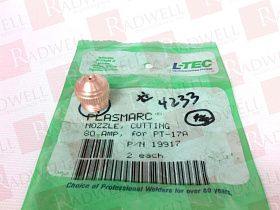 RADWELL
L-TEC
4233
PLASMARC
NOZZLE, CUTTING
80 AMP, for PT-17A
P/N 19917
2 each
Choice of Professional Welders for over 60 years.